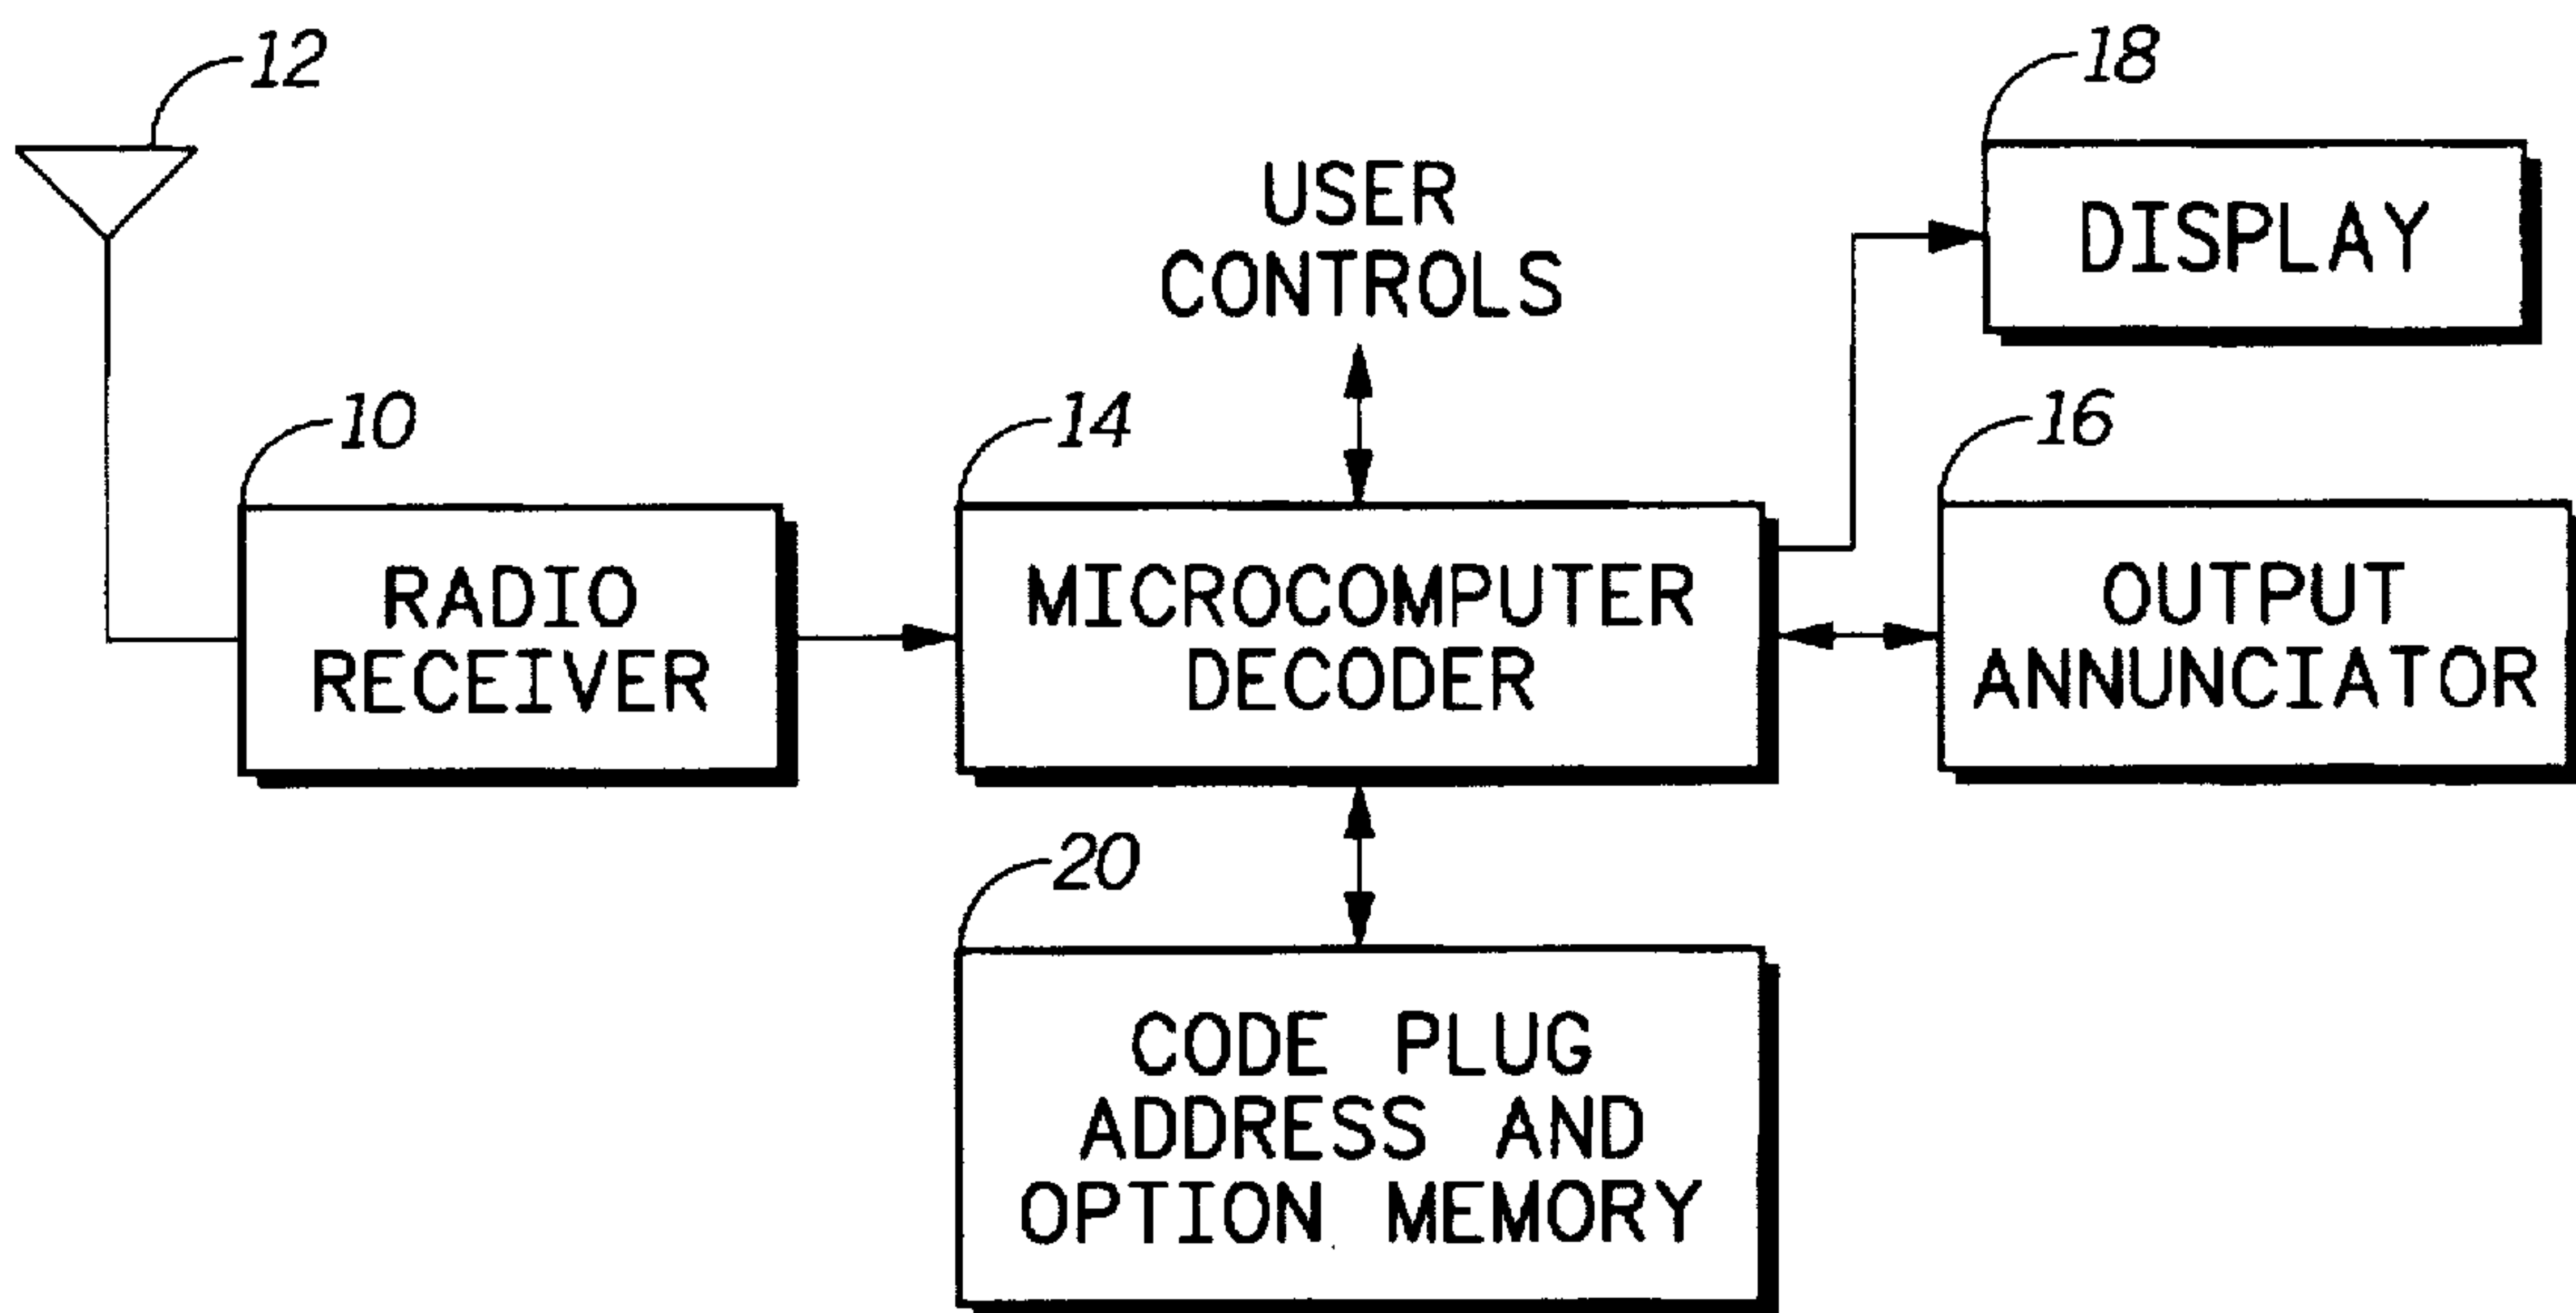 12
18
USER
CONTROLS
DISPLAY
10
14
16
RADIO
RECEIVER
MICROCOMPUTER
DECODER
OUTPUT
ANNUNCIATOR
20
CODE PLUG
ADDRESS AND
OPTION MEMORY